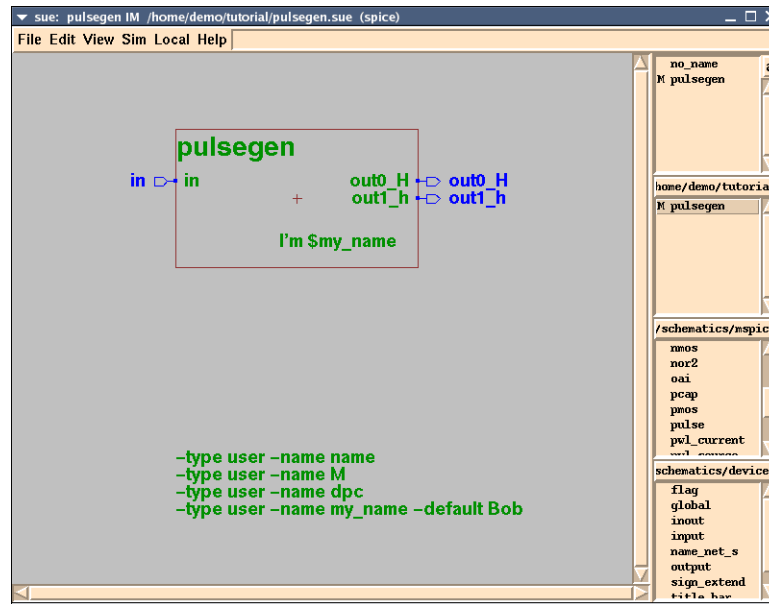 sue: pulsegen IM /home/demo/tutorial/pulsegen.sue (spice)
File Edit View Sim Local Help
pulsegen
in in out0_H out0_H
out1_h out1_h
I'm $my_name
-type user -name name
-type user -name M
-type user -name dpc
-type user -name my_name -default Bob
no_name
M pulsegen
home/demo/tutoria
M pulsegen
/schematics/mspic
nmos
nor2
oai
pcap
pmos
pulse
pwl_current
pwl_source
schematics/device
flag
global
inout
input
name_net_s
output
sign_extend
title_bar